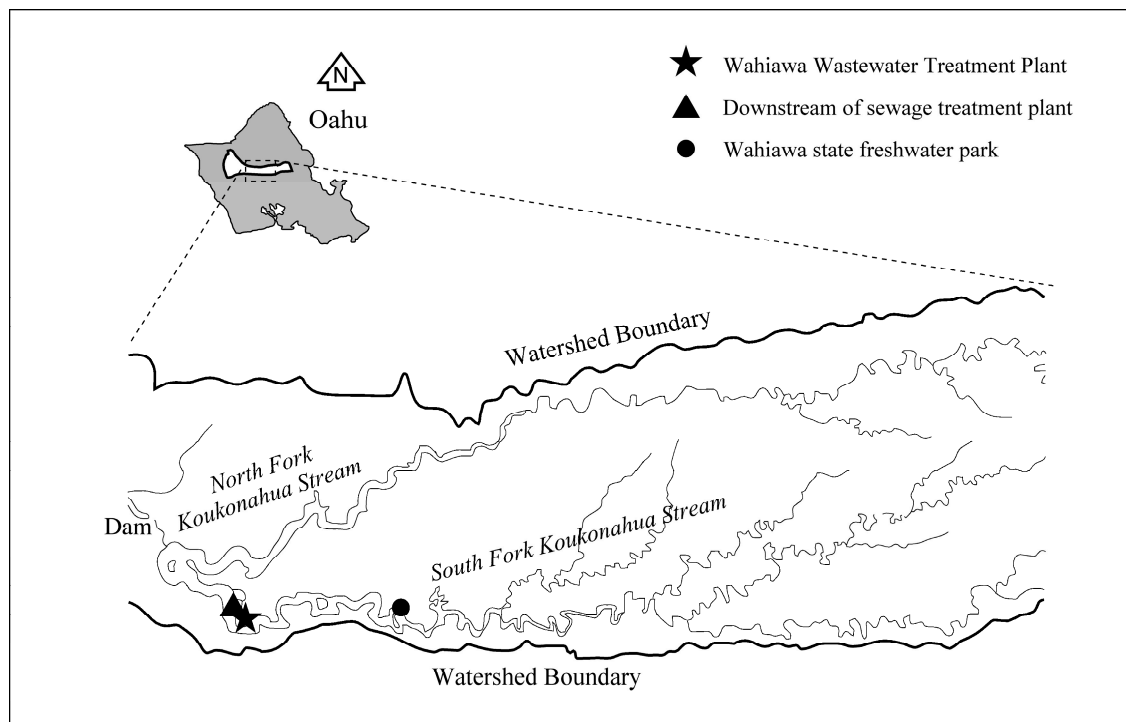 N
Oahu
Wahiawa Wastewater Treatment Plant
Downstream of sewage treatment plant
Wahiawa state freshwater park
Watershed Boundary
North Fork
Koukonahua Stream
Dam
South Fork Koukonahua Stream
Watershed Boundary